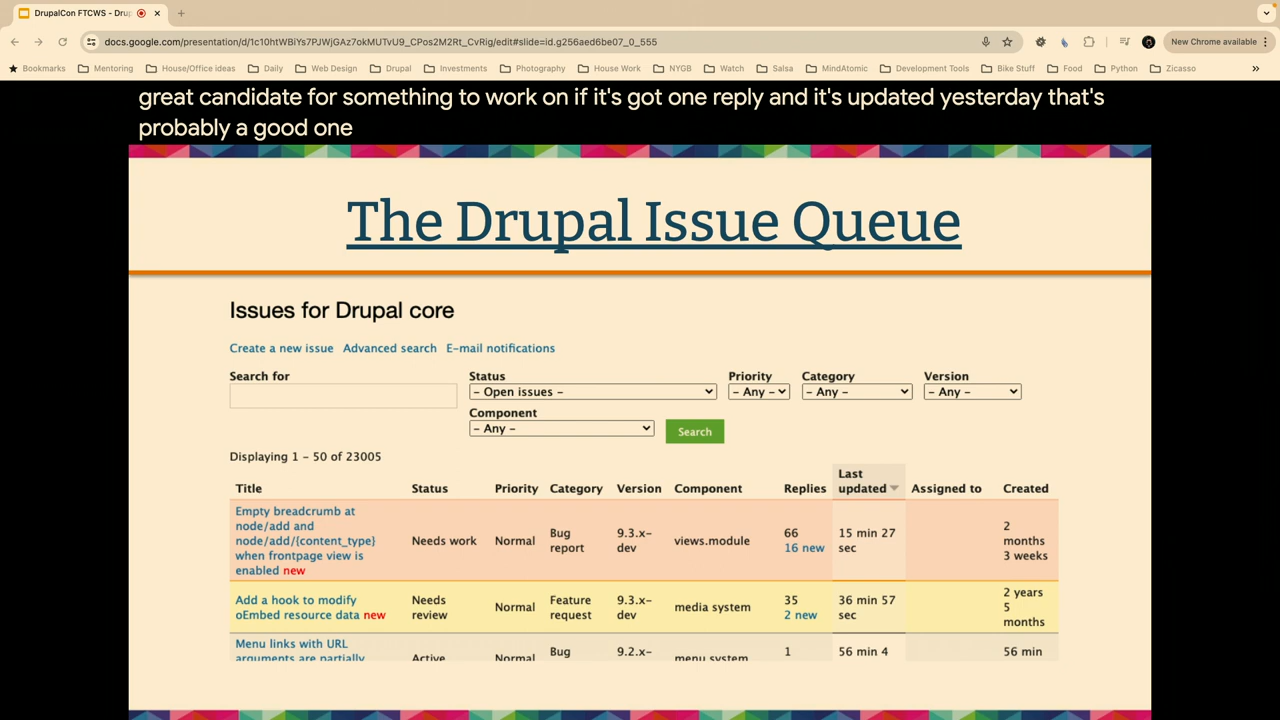 DrupalCon FTCWS - Drup
docs.google.com/presentation/d/1c10htWBiYs7PJWjGAz7okMUTvU9_CPos2M2Rt_CvRig/edit#slide=id.g256aed6be07_0_555
New Chrome available
Bookmarks Mentoring House/Office ideas Daily Web Design Drupal Investments Photography House Work NYGB Watch Salsa MindAtomic Development Tools Bike Stuff Food Python Zicasso
great candidate for something to work on if it's got one reply and it's updated yesterday that's
probably a good one
The Drupal Issue Queue
Issues for Drupal core
Create a new issue Advanced search E-mail notifications
Search for Status Priority Category Version
- Open issues - - Any - - Any - - Any -
Component
- Any - Search
Displaying 1 - 50 of 23005
Title Status Priority Category Version Component Replies Last updated Assigned to Created
Empty breadcrumb at
node/add and
node/add/{content_type}
when frontpage view is
enabled new
Needs work
Normal
Bug
report
9.3.x-
dev
views.module
66
16 new
15 min 27
sec
2
months
3 weeks
Add a hook to modify
oEmbed resource data new
Needs
review
Normal
Feature
request
9.3.x-
dev
media system
35
2 new
36 min 57
sec
2 years
5
months
Menu links with URL
arguments are partially
Active
Normal
Bug
9.2.x-
menu system
1
56 min 4
56 min